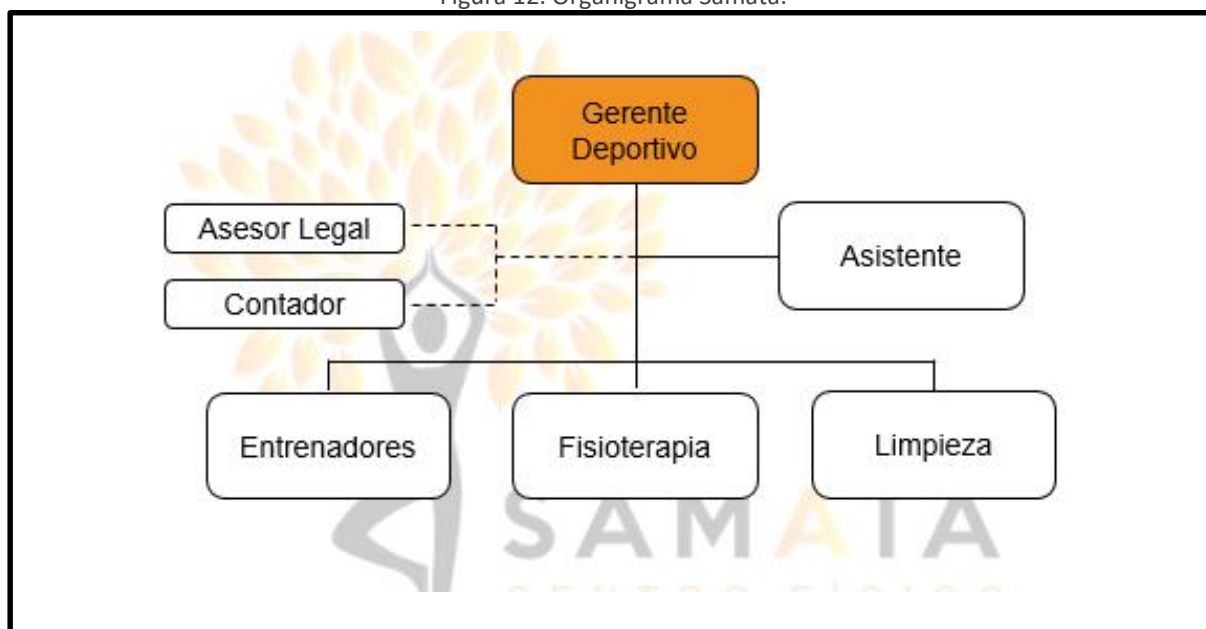 Figura 12. Organigrama Samata.
Gerente
Deportivo
Asesor Legal
Asistente
Contador
Entrenadores
Fisioterapia
Limpieza
SAMATA